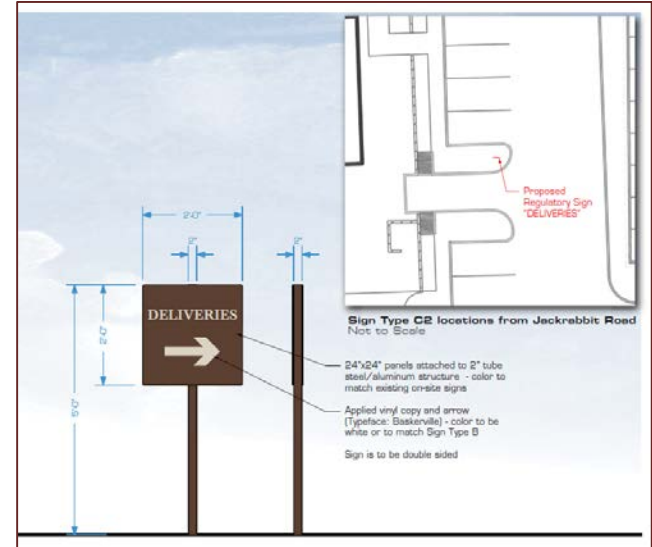 Proposed
Regulatory Sign
"DELIVERIES"
Sign Type C2 locations from Jackrabbit Road
Not to Scale
2'-0"
2"
2"
2'-0"
5'-0"
DELIVERIES
24"x24" panels attached to 2" tube
steel/aluminum structure - color to
match existing on-site signs
Applied vinyl copy and arrow
(Typeface: Baskerville) - color to be
white or to match Sign Type B
Sign is to be double sided